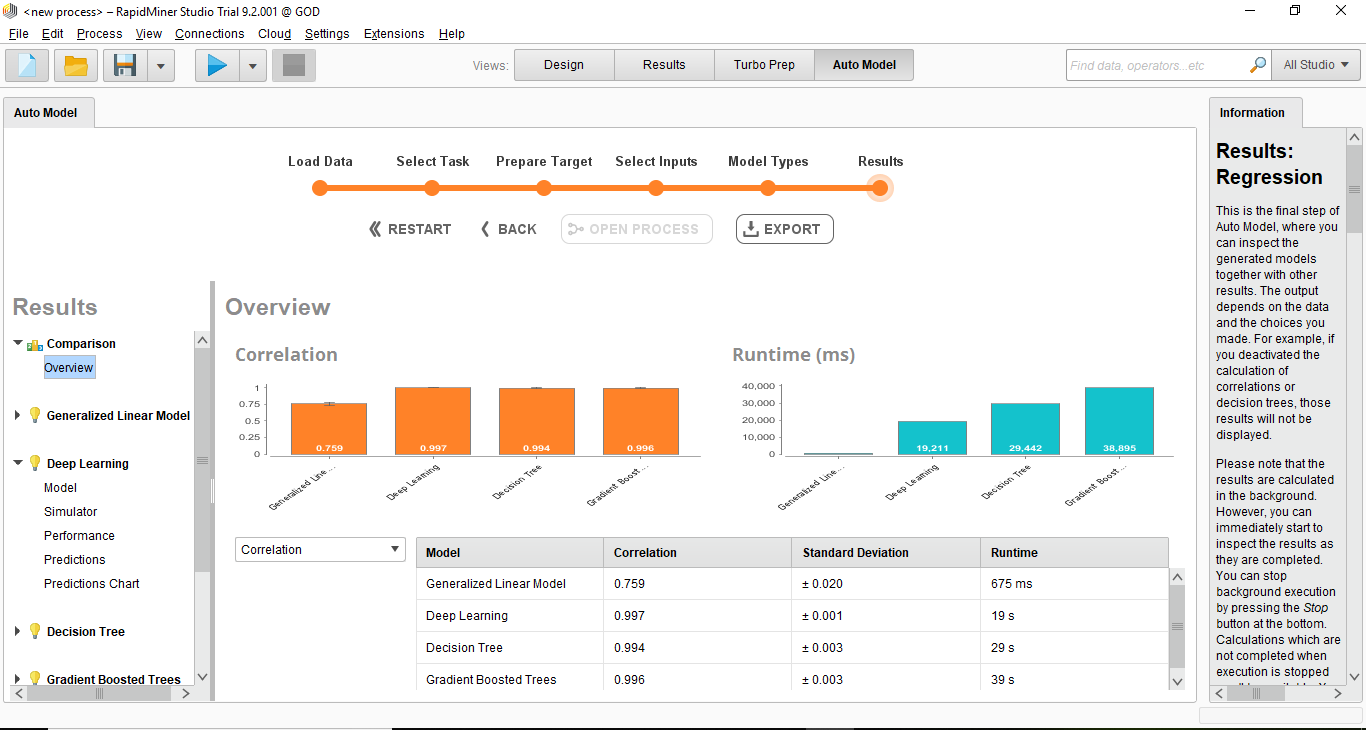 <new process> – RapidMiner Studio Trial 9.2.001 @ GOD
File Edit Process View Connections Cloud Settings Extensions Help
Views: Design Results Turbo Prep Auto Model
Find data, operators...etc All Studio
Auto Model
Load Data Select Task Prepare Target Select Inputs Model Types Results
RESTART BACK OPEN PROCESS EXPORT
Results
Comparison
Overview
Generalized Linear Model
Deep Learning
Model
Simulator
Performance
Predictions
Predictions Chart
Decision Tree
Gradient Boosted Trees
Overview
Correlation
1
0.75
0.5
0.25
0
0.759 0.997 0.994 0.996
Generalized Line ... Deep Learning Decision Tree Gradient Boost ...
Runtime (ms)
40,000
30,000
20,000
10,000
0
19,211 29,442 38,895
Generalized Line ... Deep Learning Decision Tree Gradient Boost ...
Correlation
Model Correlation Standard Deviation Runtime
Generalized Linear Model 0.759 ± 0.020 675 ms
Deep Learning 0.997 ± 0.001 19 s
Decision Tree 0.994 ± 0.003 29 s
Gradient Boosted Trees 0.996 ± 0.003 39 s
Information
Results:
Regression
This is the final step of
Auto Model, where you
can inspect the
generated models
together with other
results. The output
depends on the data
and the choices you
made. For example, if
you deactivated the
calculation of
correlations or
decision trees, those
results will not be
displayed.
Please note that the
results are calculated
in the background.
However, you can
immediately start to
inspect the results as
they are completed.
You can stop
background execution
by pressing the Stop
button at the bottom.
Calculations which are
not completed when
execution is stopped